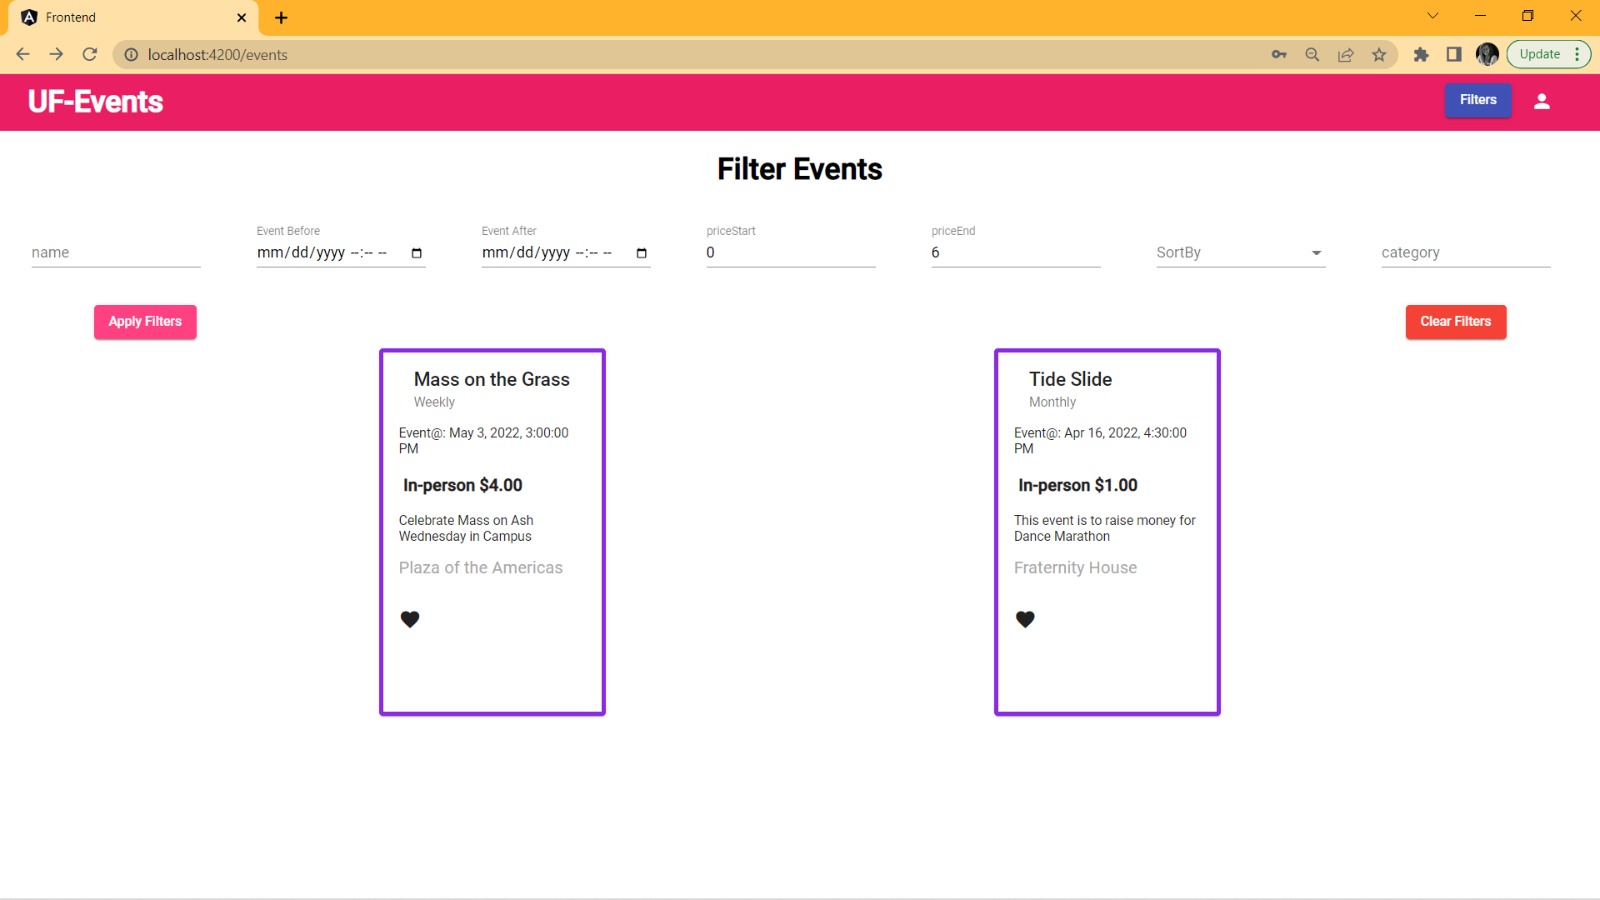 Frontend
localhost:4200/events
Update
UF-Events
Filters
Filter Events
name
Event Before
mm/dd/yyyy --:-- --
Event After
mm/dd/yyyy --:-- --
priceStart
0
priceEnd
6
SortBy
category
Apply Filters
Clear Filters
Mass on the Grass
Weekly
Event@: May 3, 2022, 3:00:00
PM
In-person $4.00
Celebrate Mass on Ash
Wednesday in Campus
Plaza of the Americas
Tide Slide
Monthly
Event@: Apr 16, 2022, 4:30:00
PM
In-person $1.00
This event is to raise money for
Dance Marathon
Fraternity House